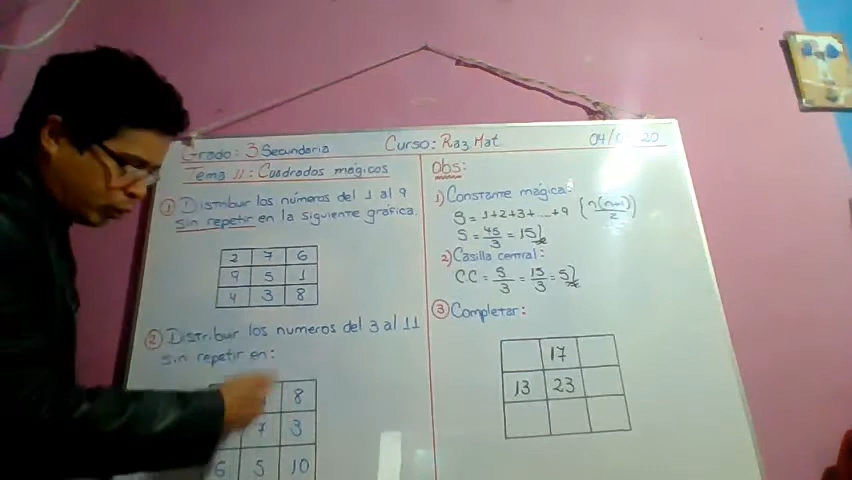 Grado: 3 Secundaria Curso: Raz Mat 04/
Tema 11: Cuadrados mágicos
① Distribuir los números del 1 al 9
sin repetir en la siguiente gráfica.
2 7 6
9 5 1
4 3 8
② Distribuir los numeros del 3 al 11
sin repetir en:
8
7 3
6 5 10
Obs:
1) Constante mágica:
S = 1+2+3+...+9 {n(n+1)/2}
S = 45/3 = 15
2) Casilla central:
CC = S/3 = 15/3 = 5
③ Completar:
17
13 23